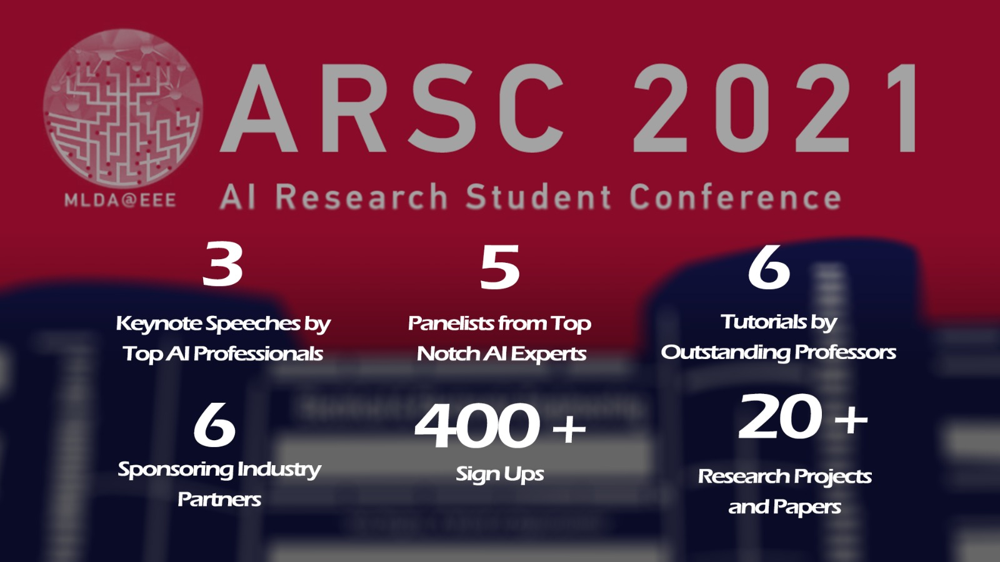 ARSC 2021
MLDA@EEE
AI Research Student Conference
3
Keynote Speeches by
Top AI Professionals
5
Panelists from Top
Notch AI Experts
6
Tutorials by
Outstanding Professors
6
Sponsoring Industry
Partners
400 +
Sign Ups
20 +
Research Projects
and Papers